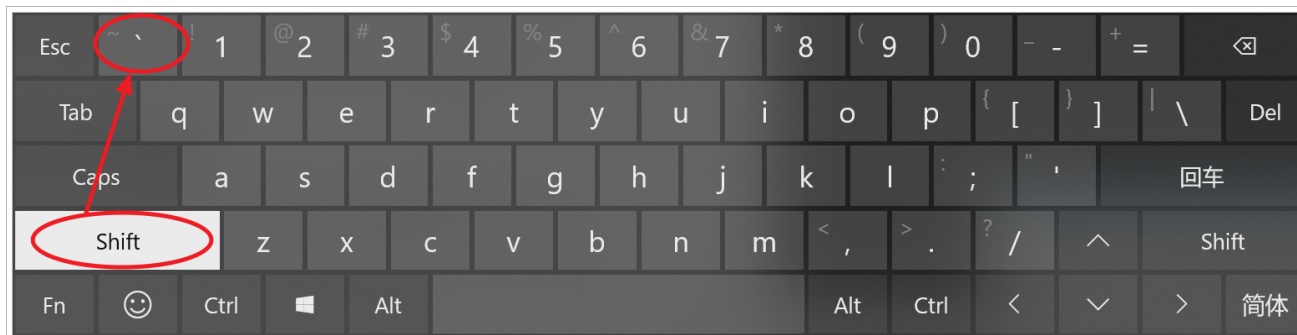 Esc ~ ` ! 1 @ 2 # 3 $ 4 % 5 ^ 6 & 7 * 8 ( 9 ) 0 _ - + =
Tab q w e r t y u i o p { [ } ] | \ Del
Caps a s d f g h j k l : ; " ' 回车
Shift z x c v b n m < , > . ? / Shift
Fn Ctrl Alt Alt Ctrl 简体